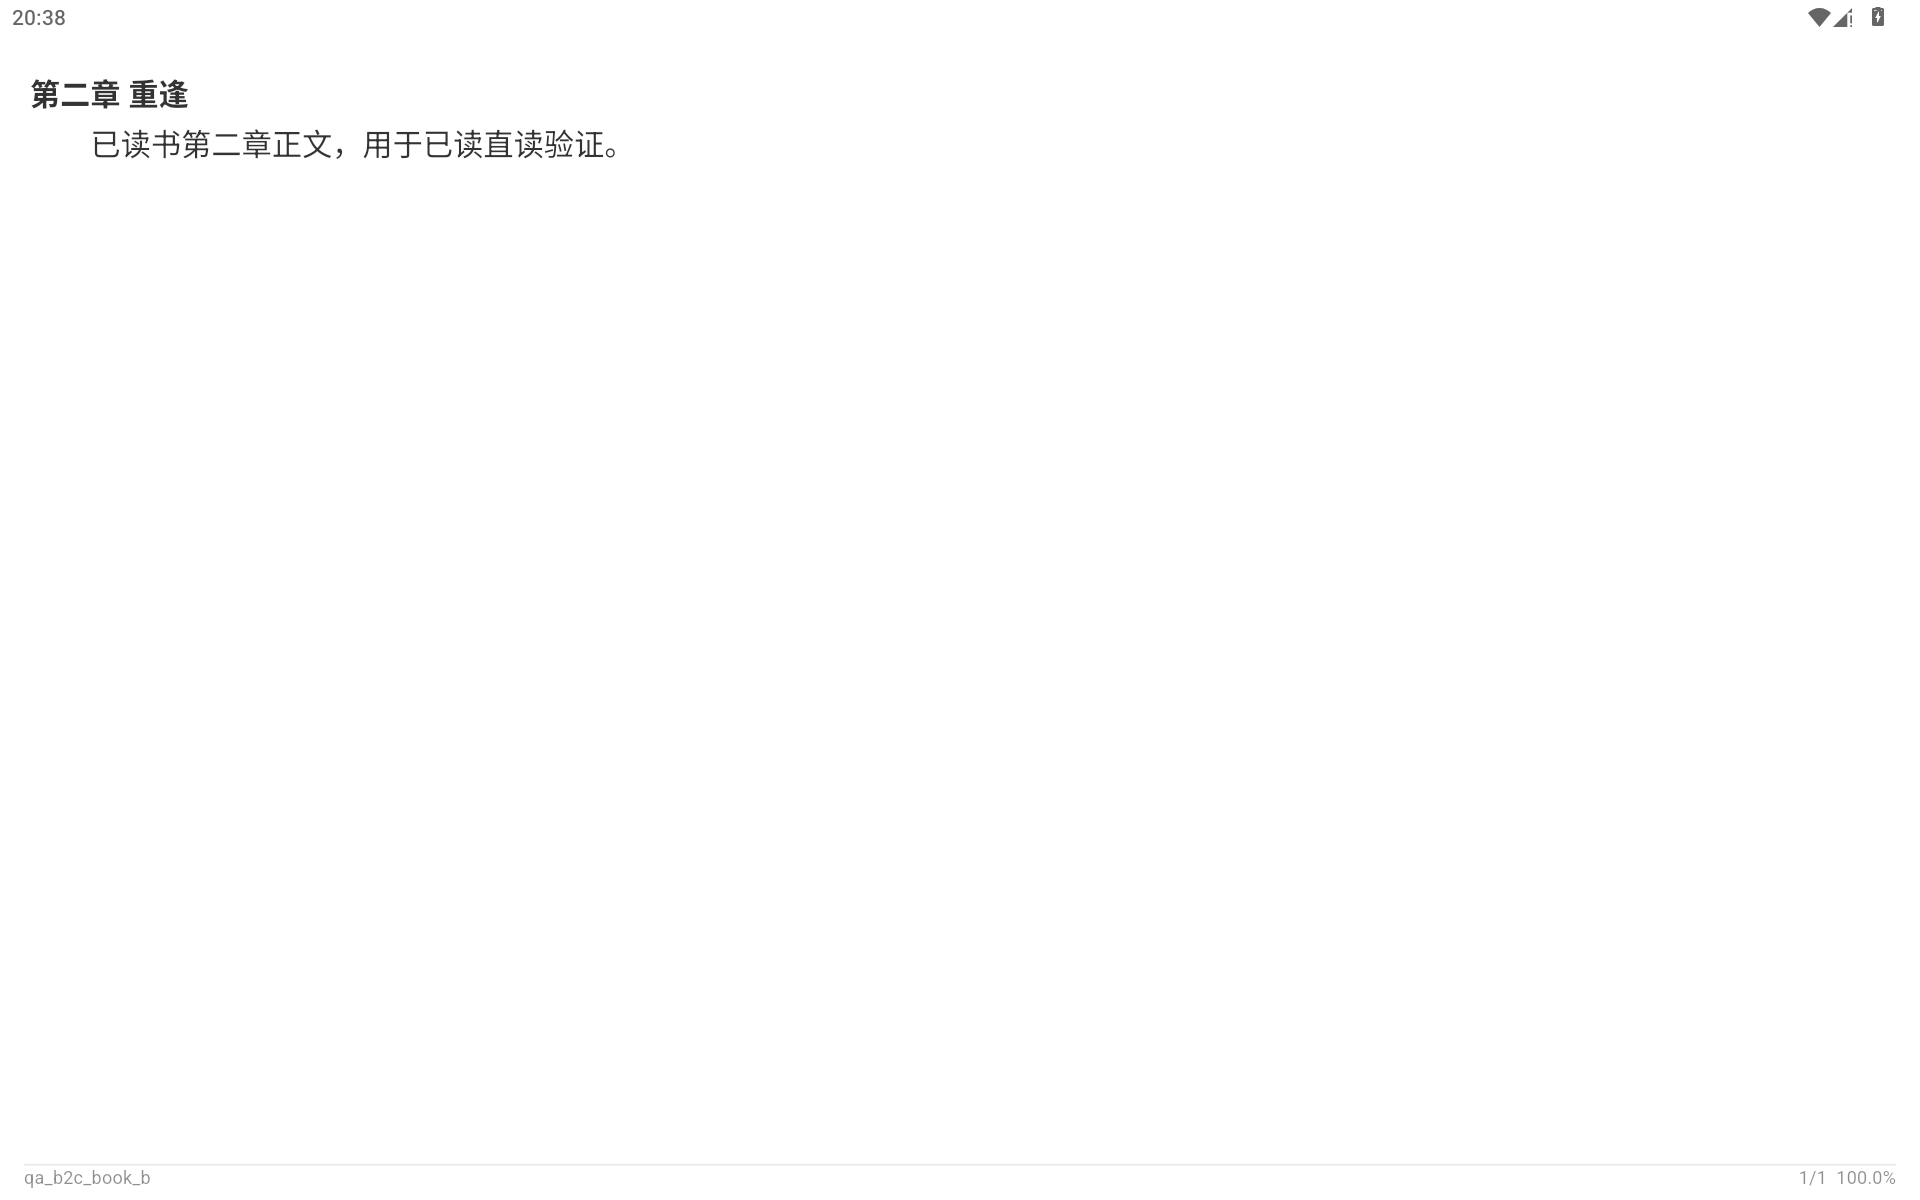 20:38
第二章 重逢
已读书第二章正文，用于已读直读验证。
qa_b2c_book_b
1/1 100.0%